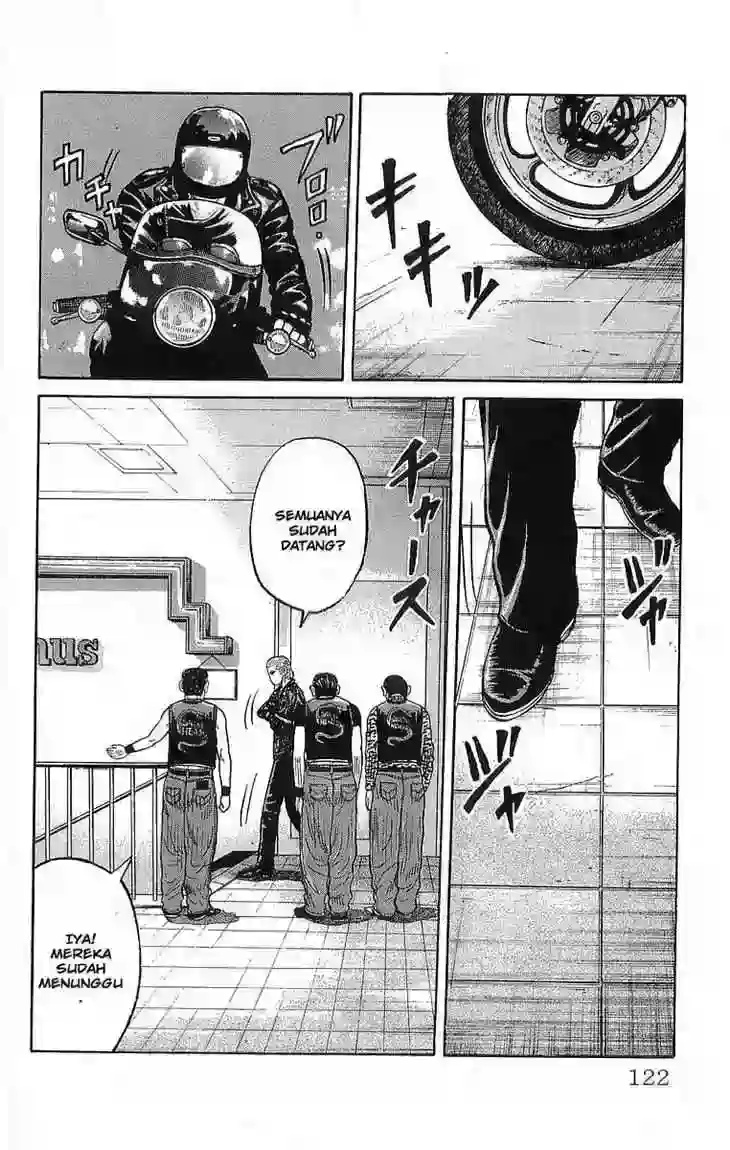 キキッ
ブロロ．
ガチャ
ジャ
ジャ
チャース
SEMUANYA
SUDAH
DATANG?
nus
IYA!
MEREKA
SUDAH
MENUNGGU
.
122